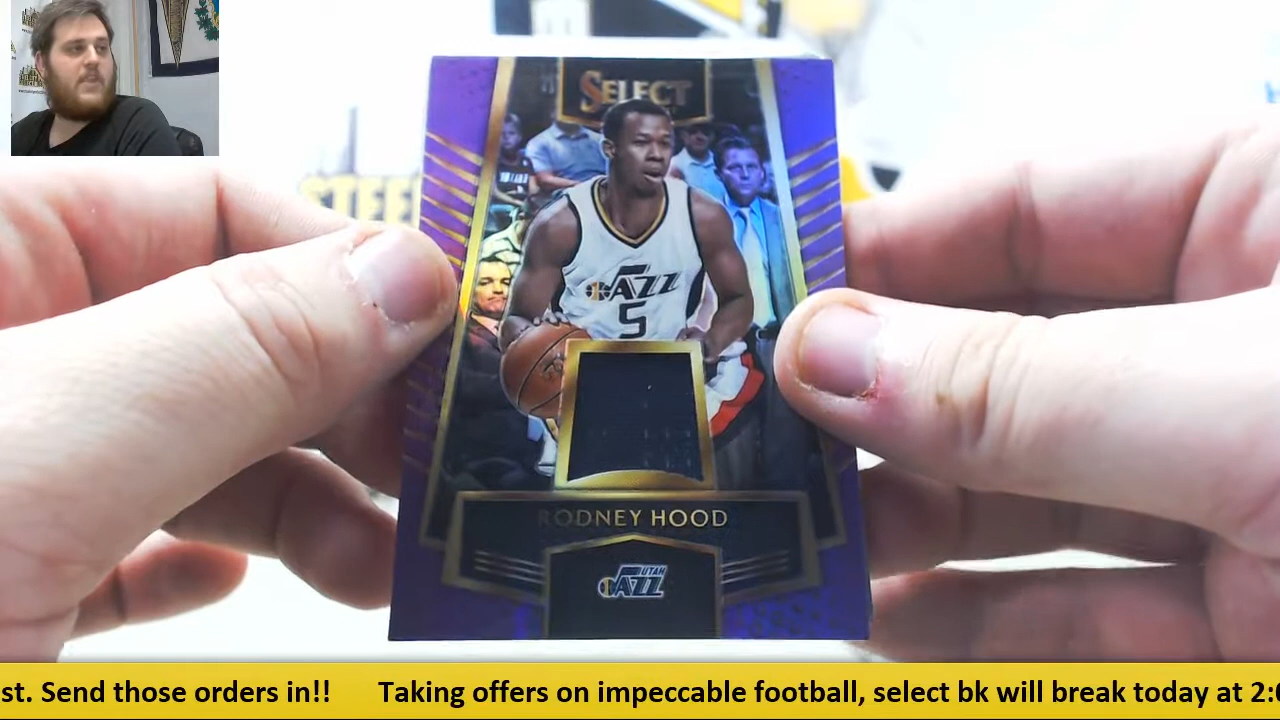 SELECT
STEE
JAZZ
5
RODNEY HOOD
UTAH
JAZZ
st. Send those orders in!! Taking offers on impeccable football, select bk will break today at 2: